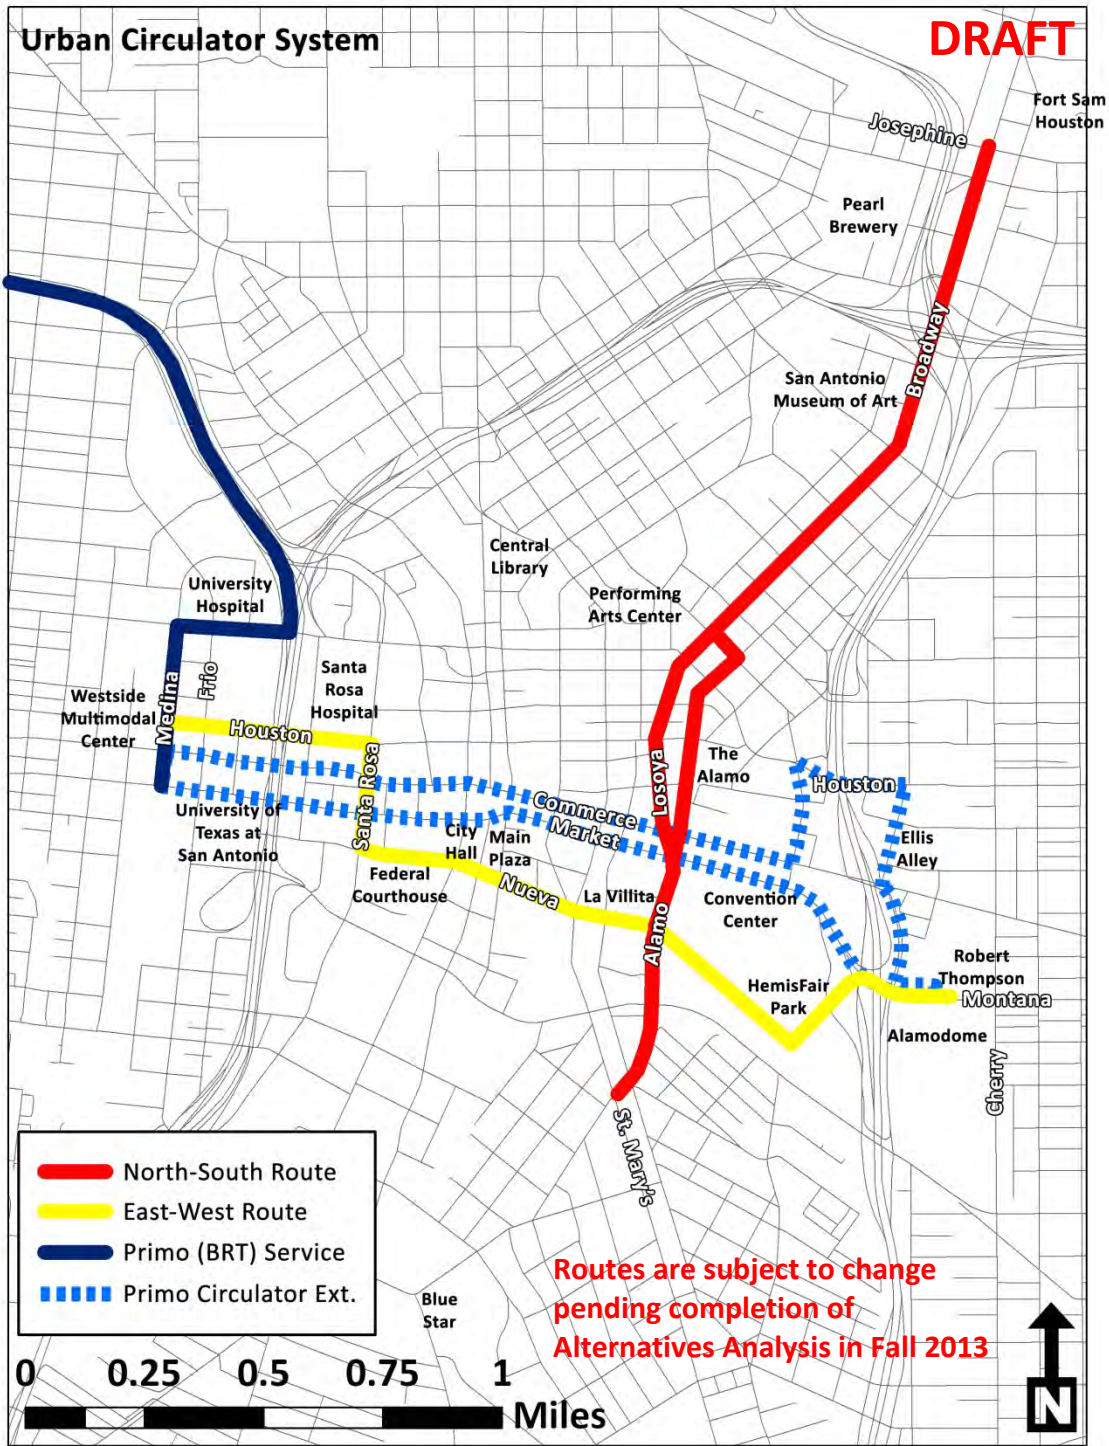 Urban Circulator System
DRAFT
Fort Sam
Houston
Josephine
Pearl
Brewery
Broadway
San Antonio
Museum of Art
Central
Library
University
Hospital
Performing
Arts Center
Frio
Santa
Rosa
Hospital
Westside
Multimodal
Center
Medina
Houston
Santa Rosa
Losoya
The
Alamo
Houston
Commerce
Market
University of
Texas at
San Antonio
City
Hall
Main
Plaza
Ellis
Alley
Federal
Courthouse
Nueva
La Villita
Alamo
Convention
Center
Robert
Thompson
HemisFair
Park
Montana
Alamodome
Cherry
St. Mary's
North-South Route
East-West Route
Primo (BRT) Service
Primo Circulator Ext.
Blue
Star
Routes are subject to change
pending completion of
Alternatives Analysis in Fall 2013
0 0.25 0.5 0.75 1
Miles
N